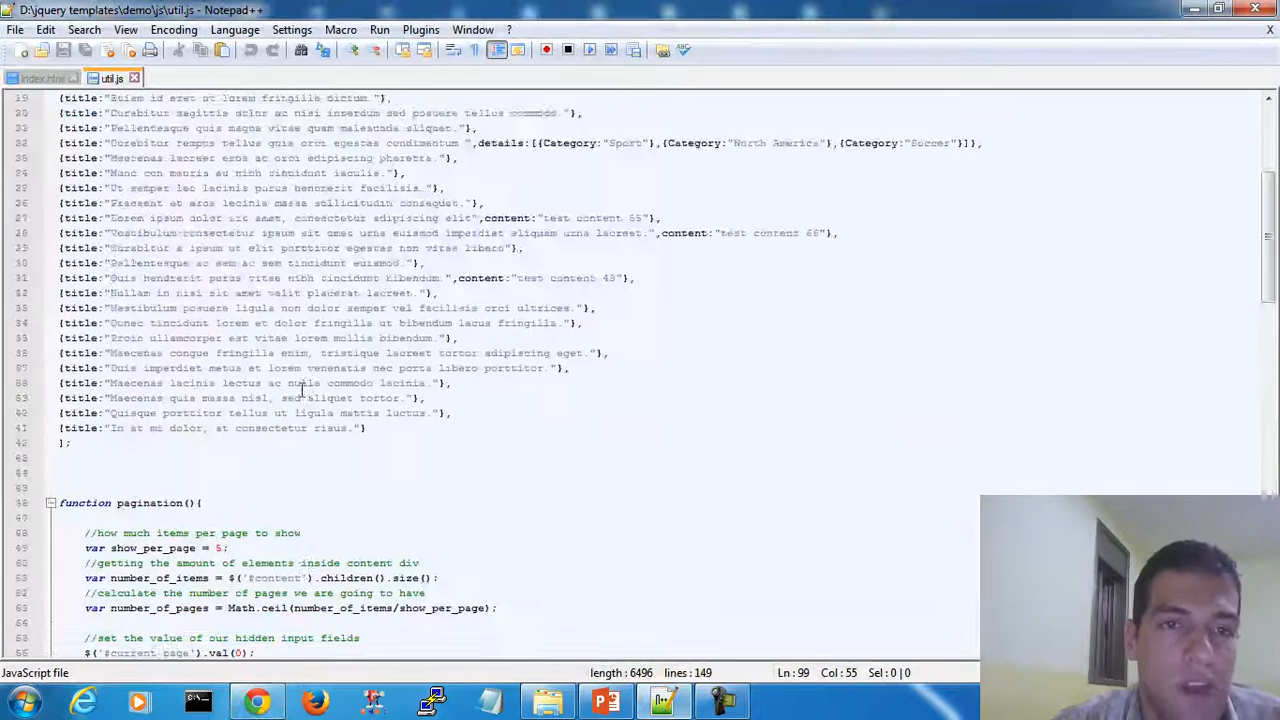 D:\jquery templates\demo\js\util.js - Notepad++
File Edit Search View Encoding Language Settings Macro Run Plugins Window ? X
index.html util.js
{title:"Etiam id eret ut lorem fringilla dictum."},
{title:"Curabitur sagittis dolor ac nisi interdum sed posuere tellus commodo."},
{title:"Pellentesque quis magna vitae quam malesuada aliquet."},
{title:"Curabitur tempus tellus quis orci egestas condimentum ",details:[{Category:"Sport"},{Category:"North America"},{Category:"Soccer"}]},
{title:"Maecenas laoreet eros ac orci adipiscing pharetra."},
{title:"Nunc non mauris au nibh tincidunt iaculis."},
{title:"Ut semper leo lacinia purus hendrerit facilisis."},
{title:"Praesent et eros lecinia massa sollicitudin consequat."},
{title:"Lorem ipsum dolor sit amet, consectetur adipiscing elit",content:"test content 55"},
{title:"Vestibulum consectetur ipsum sit amet urna euismod imperdiet aliquam urna laoreet.",content:"test content 66"},
{title:"Curabitur a ipsum ut elit porttitor egestas non vitae libero"},
{title:"Pellentesque ac sem ac sem tincidunt euismod."},
{title:"Duis hendrerit purus vitae nibh tincidunt bibendum.",content:"test content 43"},
{title:"Nullam in nisi sit amet velit placerat laoreet."},
{title:"Vestibulum posuere ligula non dolor semper vel facilisis orci ultrices."},
{title:"Donec tincidunt lorem et dolor fringilla ut bibendum lacus fringilla."},
{title:"Proin ullamcorper est vitae lorem mollis bibendum."},
{title:"Maecenas congue fringilla enim, tristique laoreet tortor adipiscing eget."},
{title:"Duis imperdiet metus et lorem venenatis nec porta libero porttitor."},
{title:"Maecenas lacinia lectus ac nulla commodo lacinia."},
{title:"Maecenas quis massa nisl, sed aliquet tortor."},
{title:"Quisque porttitor tellus ut ligula mattis luctus."},
{title:"In at mi dolor, at consectetur risus."}
];
function pagination(){
//how much items per page to show
var show_per_page = 5;
//getting the amount of elements inside content div
var number_of_items = $('#content').children().size();
//calculate the number of pages we are going to have
var number_of_pages = Math.ceil(number_of_items/show_per_page);
//set the value of our hidden input fields
$('#current_page').val(0);
JavaScript file length : 6496 lines : 149 Ln : 99 Col : 55 Sel : 0 | 0